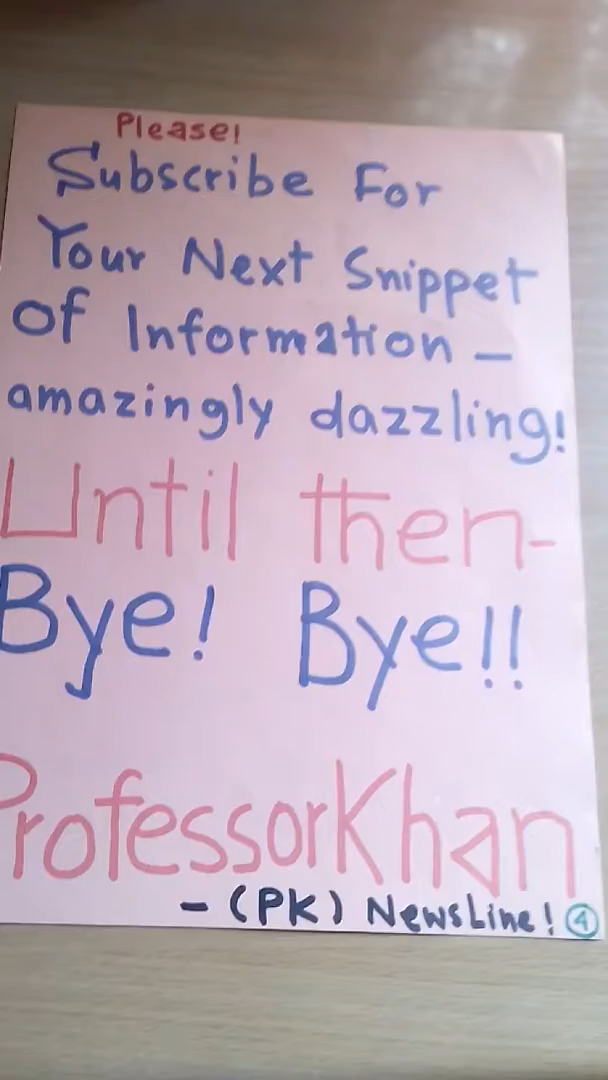 Please!
Subscribe For
Your Next Snippet
of Information -
amazingly dazzling!
Until then-
Bye! Bye!!
ProfessorKhan
- (PK) NewsLine! 4